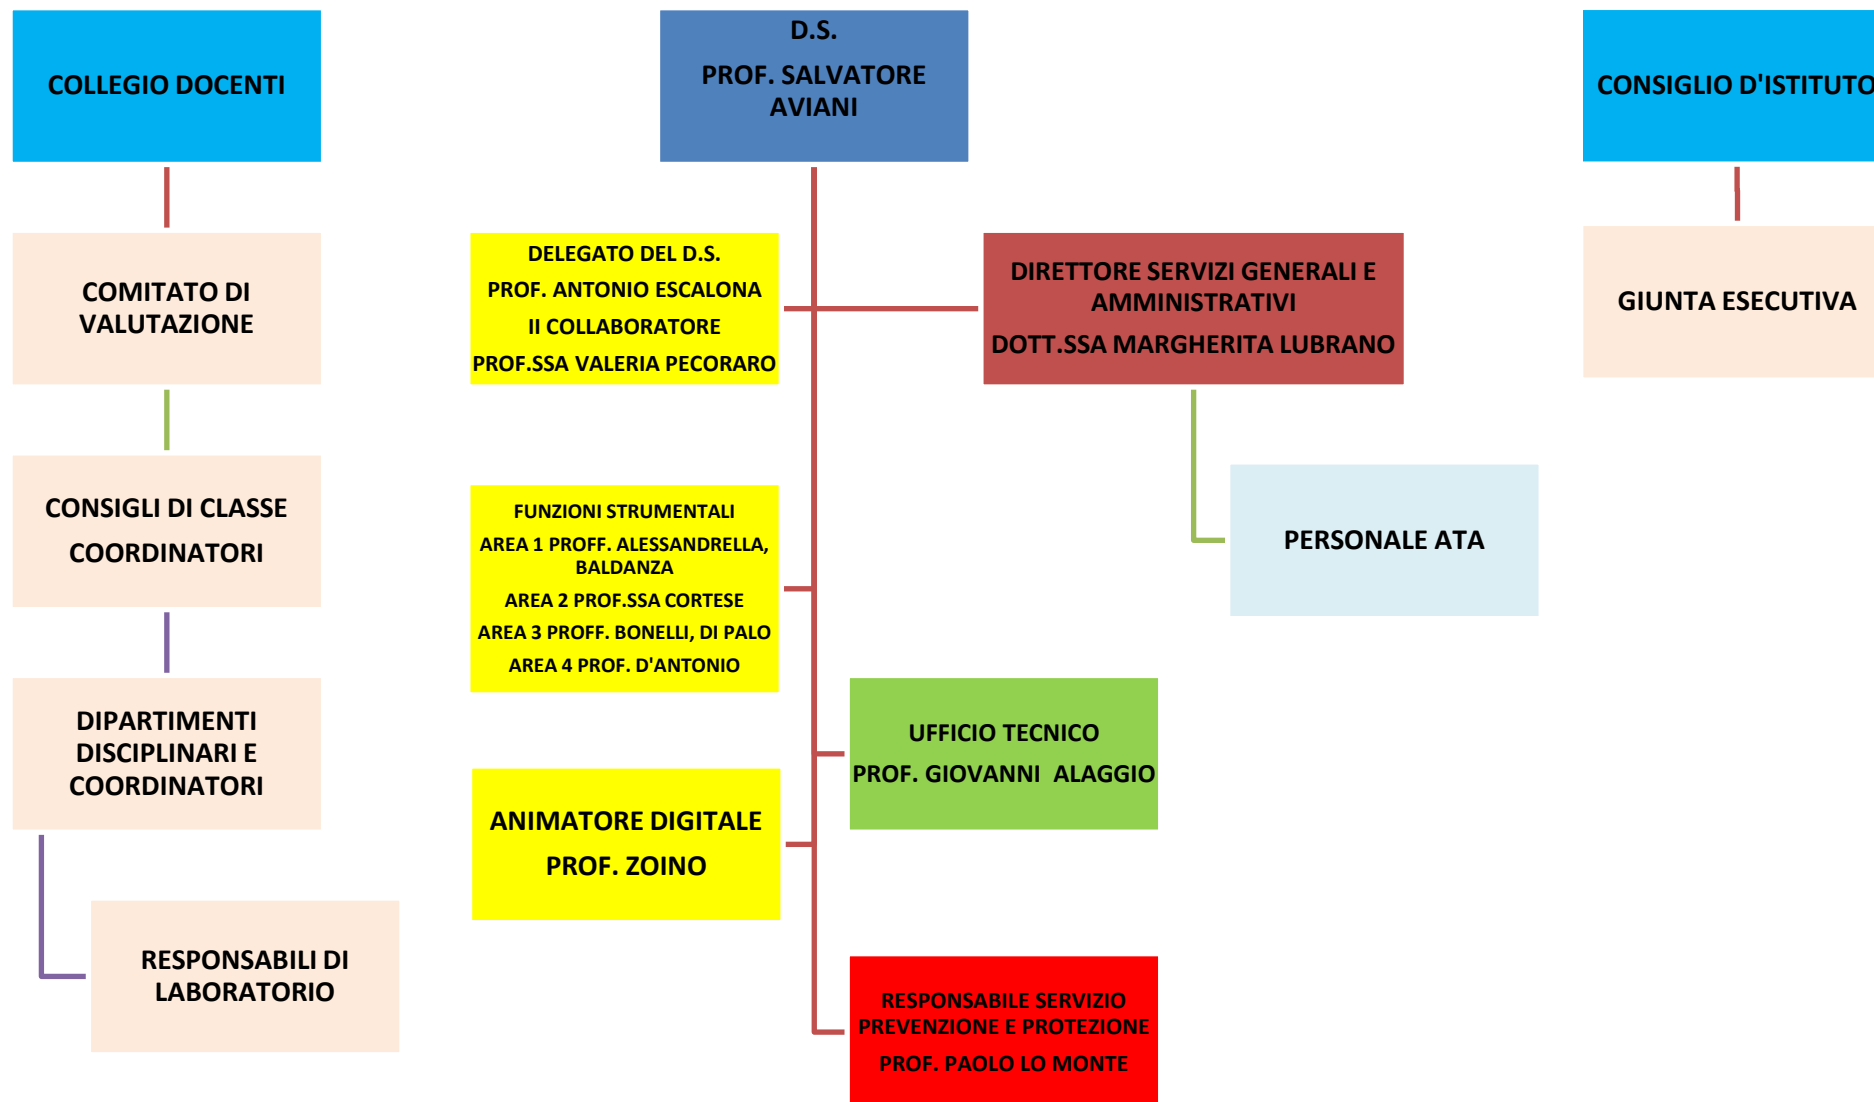 COLLEGIO DOCENTI
D.S.
PROF. SALVATORE
AVIANI
CONSIGLIO D'ISTITUTO
COMITATO DI
VALUTAZIONE
DELEGATO DEL D.S.
PROF. ANTONIO ESCALONA
II COLLABORATORE
PROF.SSA VALERIA PECORARO
DIRETTORE SERVIZI GENERALI E
AMMINISTRATIVI
DOTT.SSA MARGHERITA LUBRANO
GIUNTA ESECUTIVA
CONSIGLI DI CLASSE
COORDINATORI
FUNZIONI STRUMENTALI
AREA 1 PROFF. ALESSANDRELLA,
BALDANZA
AREA 2 PROF.SSA CORTESE
AREA 3 PROFF. BONELLI, DI PALO
AREA 4 PROF. D'ANTONIO
PERSONALE ATA
DIPARTIMENTI
DISCIPLINARI E
COORDINATORI
UFFICIO TECNICO
PROF. GIOVANNI  ALAGGIO
ANIMATORE DIGITALE
PROF. ZOINO
RESPONSABILI DI
LABORATORIO
RESPONSABILE SERVIZIO
PREVENZIONE E PROTEZIONE
PROF. PAOLO LO MONTE